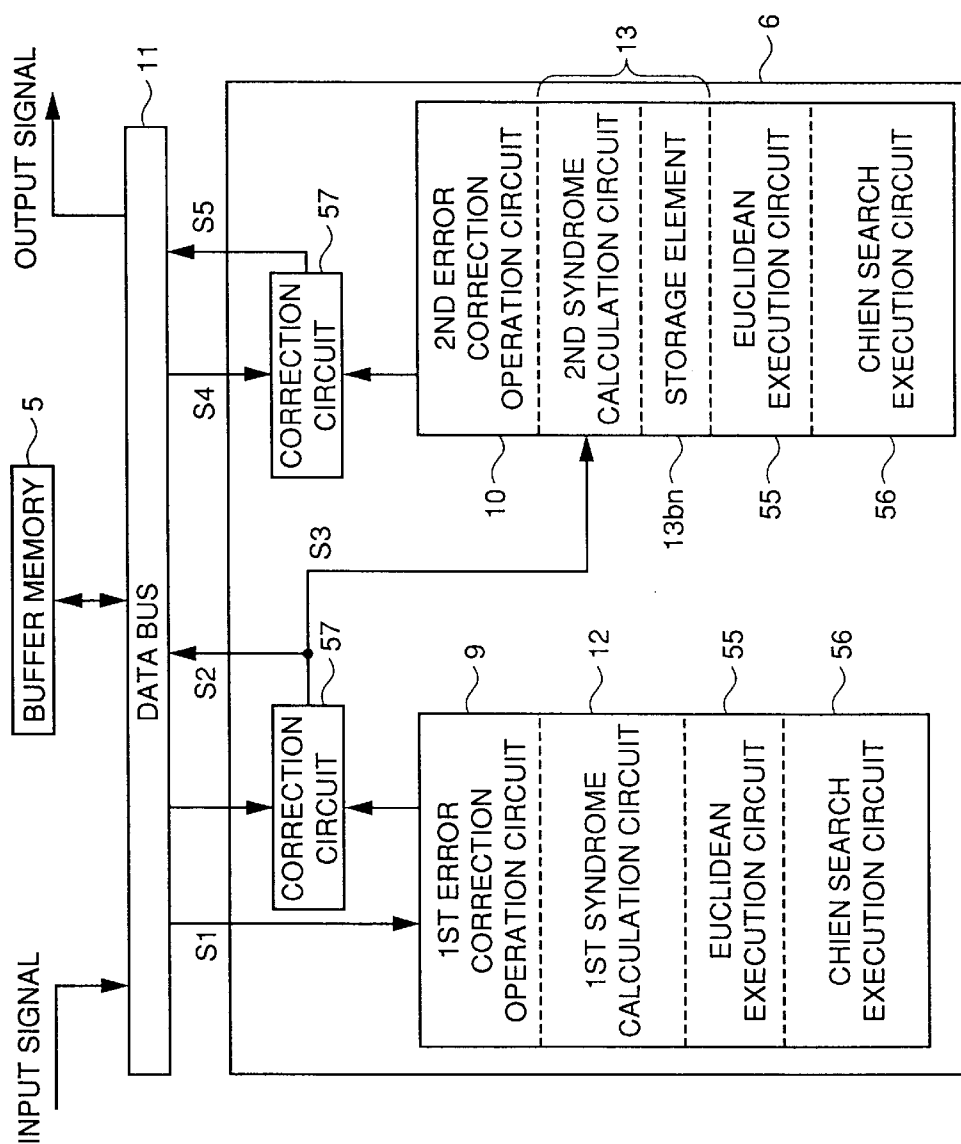 INPUT SIGNAL
OUTPUT SIGNAL
BUFFER MEMORY
5
DATA BUS
11
S1
S2
S3
S4
S5
CORRECTION
CIRCUIT
57
CORRECTION
CIRCUIT
57
1ST ERROR
CORRECTION
OPERATION CIRCUIT
9
1ST SYNDROME
CALCULATION CIRCUIT
12
EUCLIDEAN
EXECUTION CIRCUIT
55
CHIEN SEARCH
EXECUTION CIRCUIT
56
2ND ERROR
CORRECTION
OPERATION CIRCUIT
10
2ND SYNDROME
CALCULATION CIRCUIT
STORAGE ELEMENT
13
13bn
EUCLIDEAN
EXECUTION CIRCUIT
55
CHIEN SEARCH
EXECUTION CIRCUIT
56
6